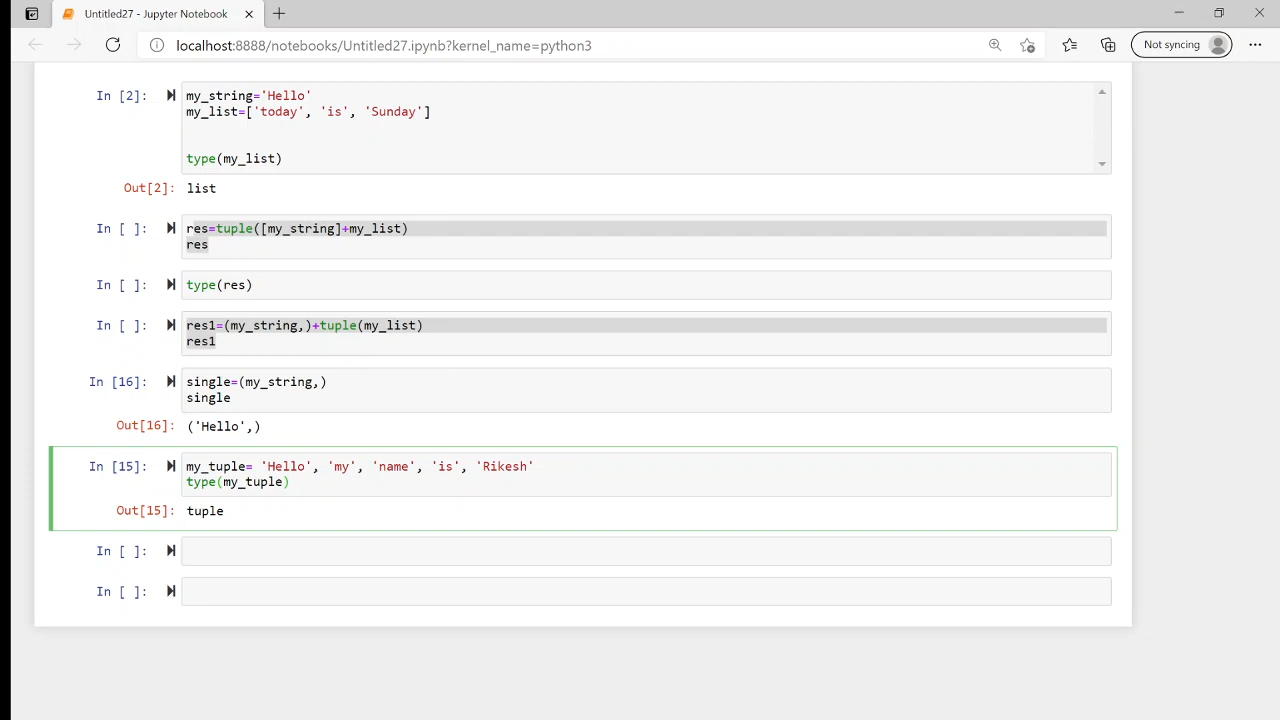 Untitled27 - Jupyter Notebook
localhost:8888/notebooks/Untitled27.ipynb?kernel_name=python3
Not syncing
In [2]:
my_string='Hello'
my_list=['today', 'is', 'Sunday']
type(my_list)
Out[2]: list
In [ ]: res=tuple([my_string]+my_list)
res
In [ ]: type(res)
In [ ]: res1=(my_string,)+tuple(my_list)
res1
In [16]: single=(my_string,)
single
Out[16]: ('Hello',)
In [15]: my_tuple= 'Hello', 'my', 'name', 'is', 'Rikesh'
type(my_tuple)
Out[15]: tuple
In [ ]:
In [ ]: